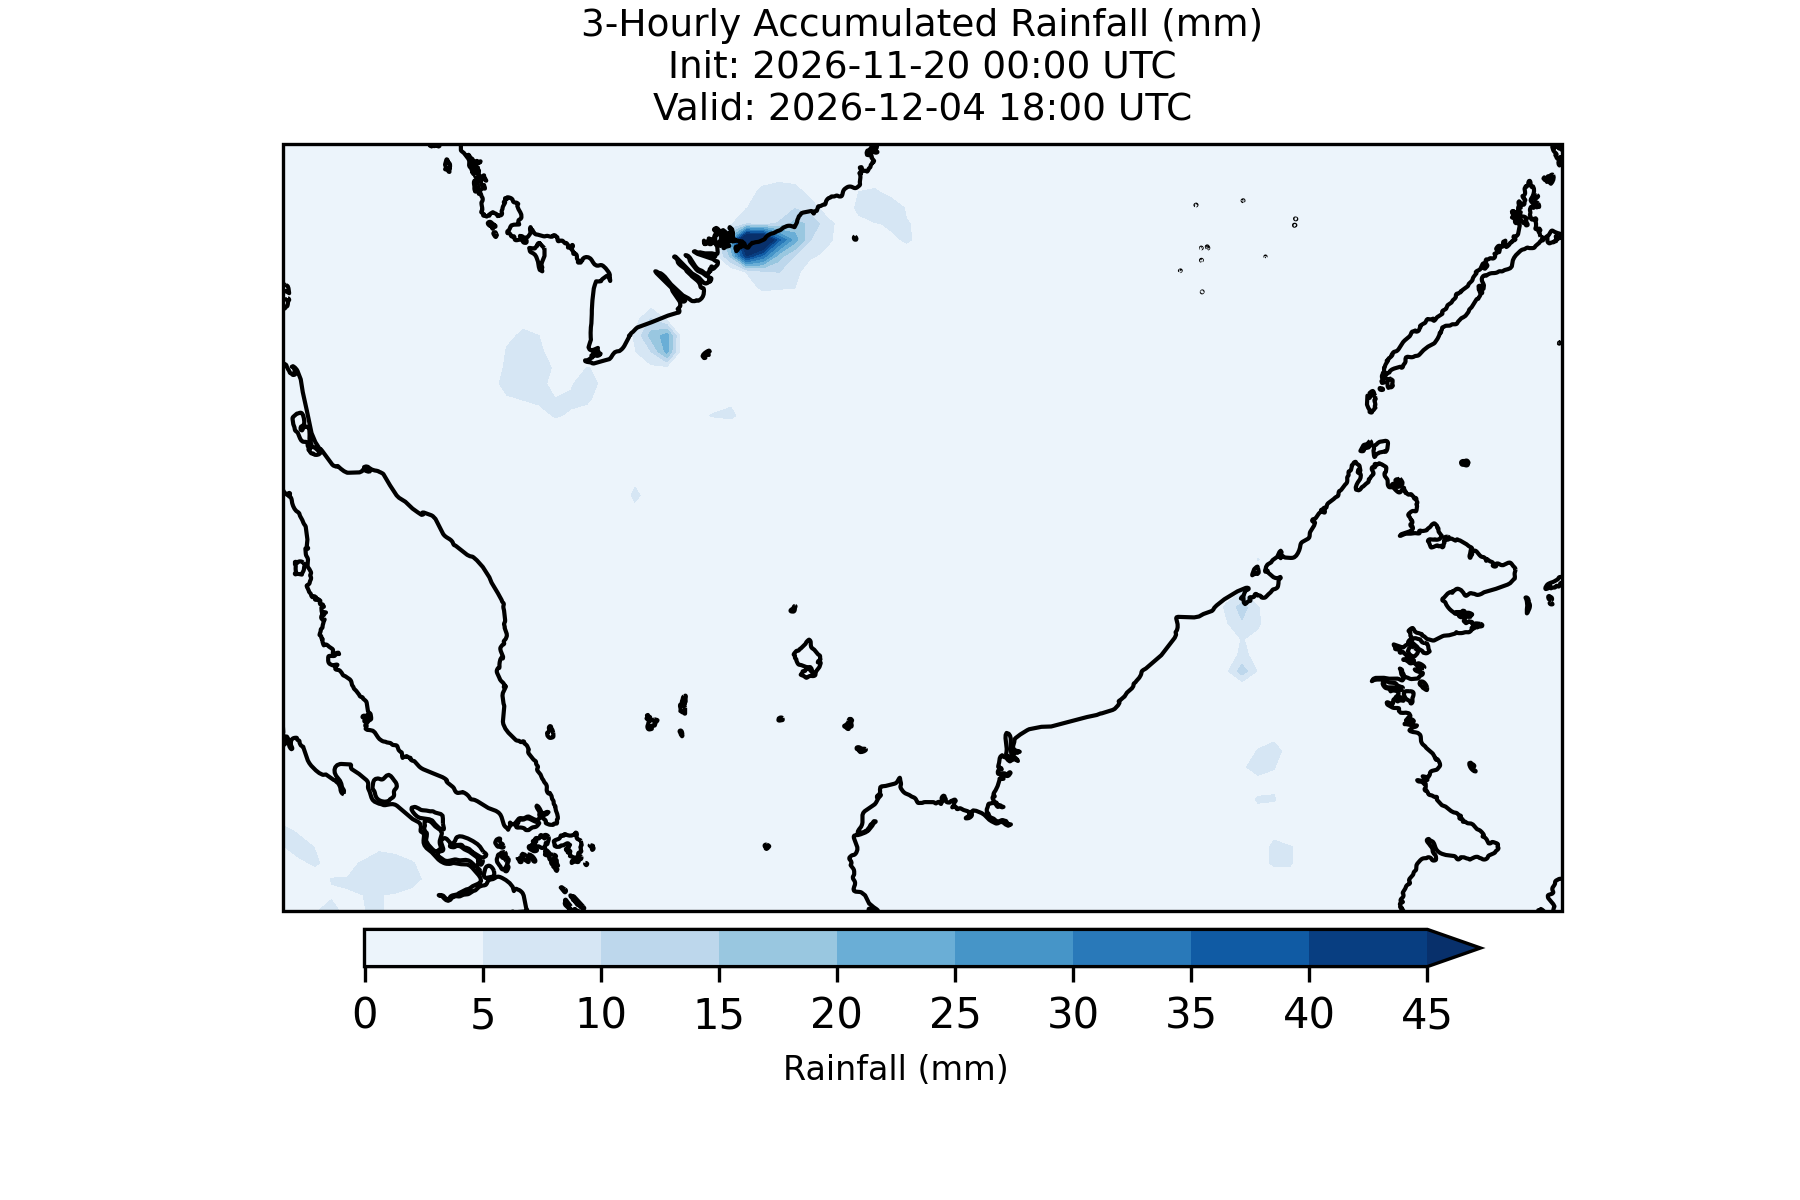 3-Hourly Accumulated Rainfall (mm)
Init: 2026-11-20 00:00 UTC
Valid: 2026-12-04 18:00 UTC
0 5 10 15 20 25 30 35 40 45
Rainfall (mm)